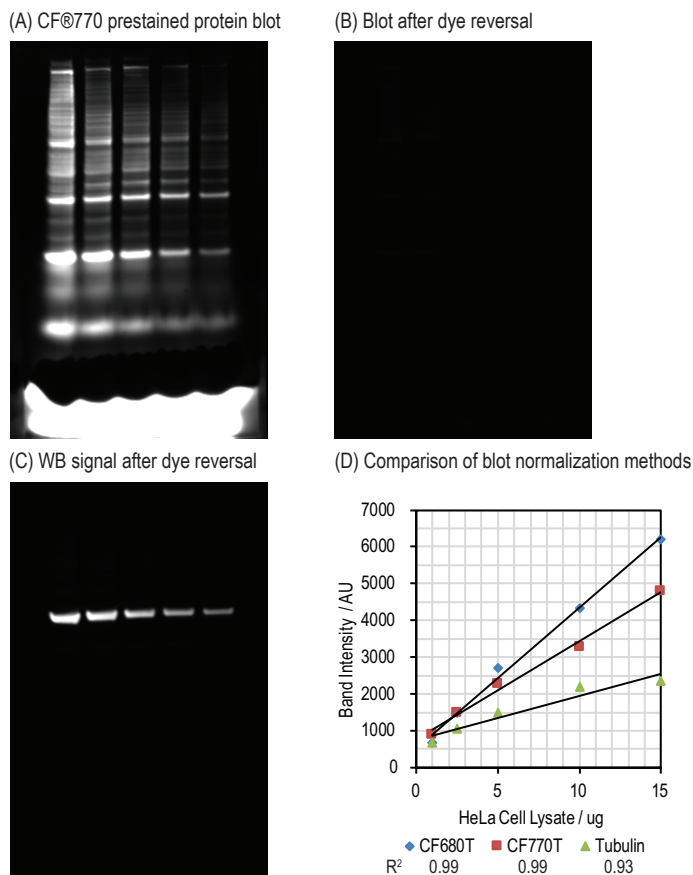 (A) CF®770 prestained protein blot
(B) Blot after dye reversal
(C) WB signal after dye reversal
(D) Comparison of blot normalization methods
7000
6000
5000
4000
3000
2000
1000
0
Band Intensity / AU
0 5 10 15
HeLa Cell Lysate / ug
CF680T CF770T Tubulin
R² 0.99 0.99 0.93